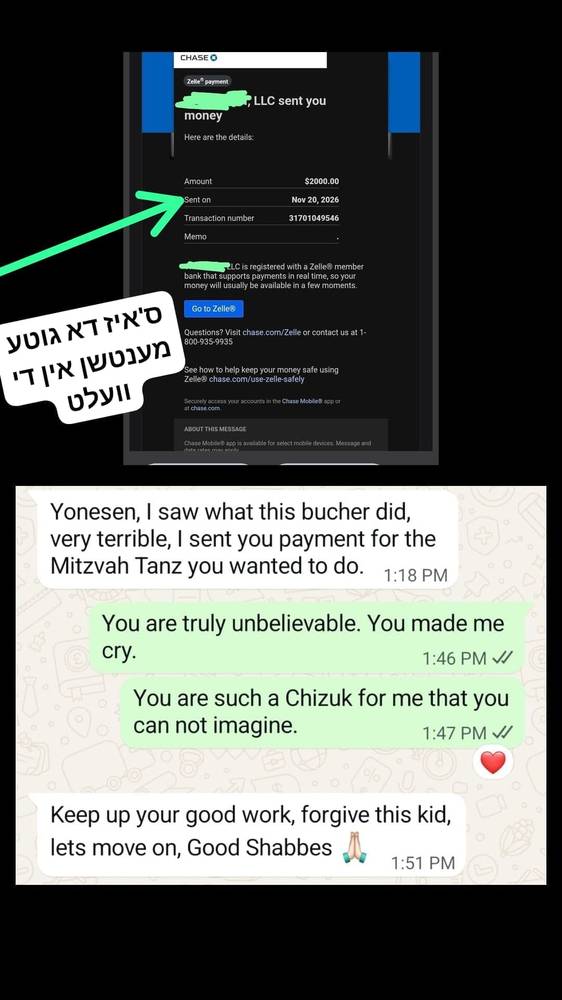 CHASE
Zelle® payment
, LLC sent you
money
Here are the details:
Amount $2000.00
Sent on Nov 20, 2026
Transaction number 31701049546
Memo .
LLC is registered with a Zelle® member
bank that supports payments in real time, so your
money will usually be available in a few moments.
Go to Zelle®
Questions? Visit chase.com/Zelle or contact us at 1-
800-935-9935
See how to help keep your money safe using
Zelle® chase.com/use-zelle-safely
Securely access your accounts in the Chase Mobile® app or
at chase.com.
ABOUT THIS MESSAGE
Chase Mobile® app is available for select mobile devices. Message and
data rates may apply.
ס'איז דא גוטע
מענטשן אין די
וועלט
Yonesen, I saw what this bucher did,
very terrible, I sent you payment for the
Mitzvah Tanz you wanted to do. 1:18 PM
You are truly unbelievable. You made me
cry. 1:46 PM
You are such a Chizuk for me that you
can not imagine. 1:47 PM
❤️
Keep up your good work, forgive this kid,
lets move on, Good Shabbes 🙏🏻 1:51 PM